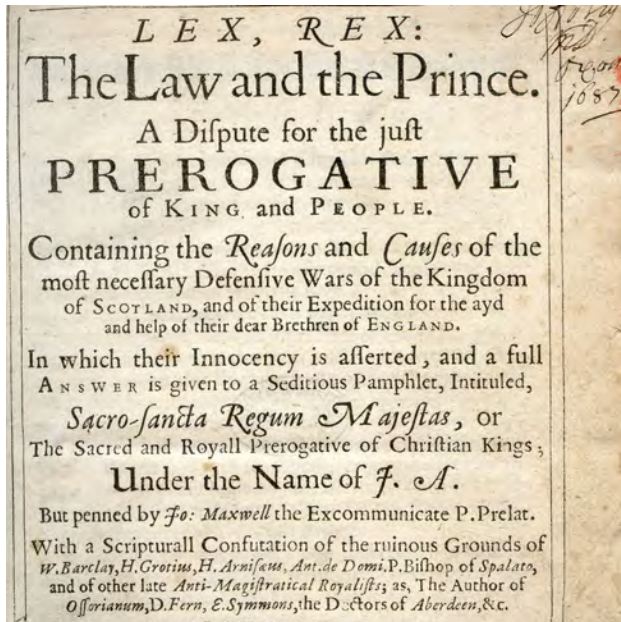 LEX, REX:
The Law and the Prince.
A Diſpute for the juſt
PREROGATIVE
of KING and PEOPLE.
Containing the Reaſons and Cauſes of the
moſt neceſſary Defenſive Wars of the Kingdom
of SCOTLAND, and of their Expedition for the ayd
and help of their dear Brethren of ENGLAND.
In which their Innocency is aſſerted, and a full
ANSWER is given to a Seditious Pamphlet, Intituled,
Sacro-ſancta Regum Majeſtas, or
The Sacred and Royall Prerogative of Chriſtian Kings;
Under the Name of J. A.
But penned by Jo: Maxwell the Excommunicate P. Prelat.
With a Scripturall Confutation of the ruinous Grounds of
W. Barclay, H. Grotius, H. Arniſæus, Ant. de Domi. P. Biſhop of Spalato,
and of other late Anti-Magiſtratical Royaliſts; as, The Author of
Oſſorianum, D. Fern, E. Symmons, the Doctors of Aberdeen, &c.
1687